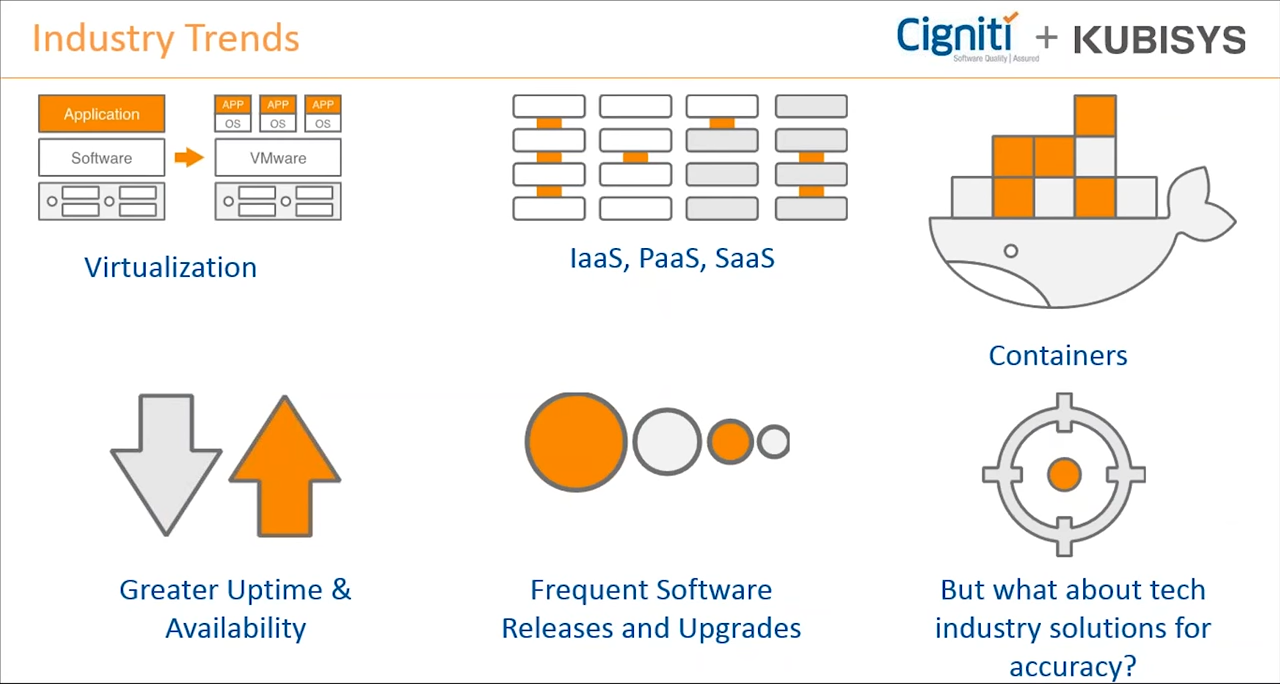 Industry Trends
Cigniti + KUBISYS
Software Quality | Assured
Application
Software
APP APP APP
OS OS OS
VMware
Virtualization
IaaS, PaaS, SaaS
Containers
Greater Uptime &
Availability
Frequent Software
Releases and Upgrades
But what about tech
industry solutions for
accuracy?